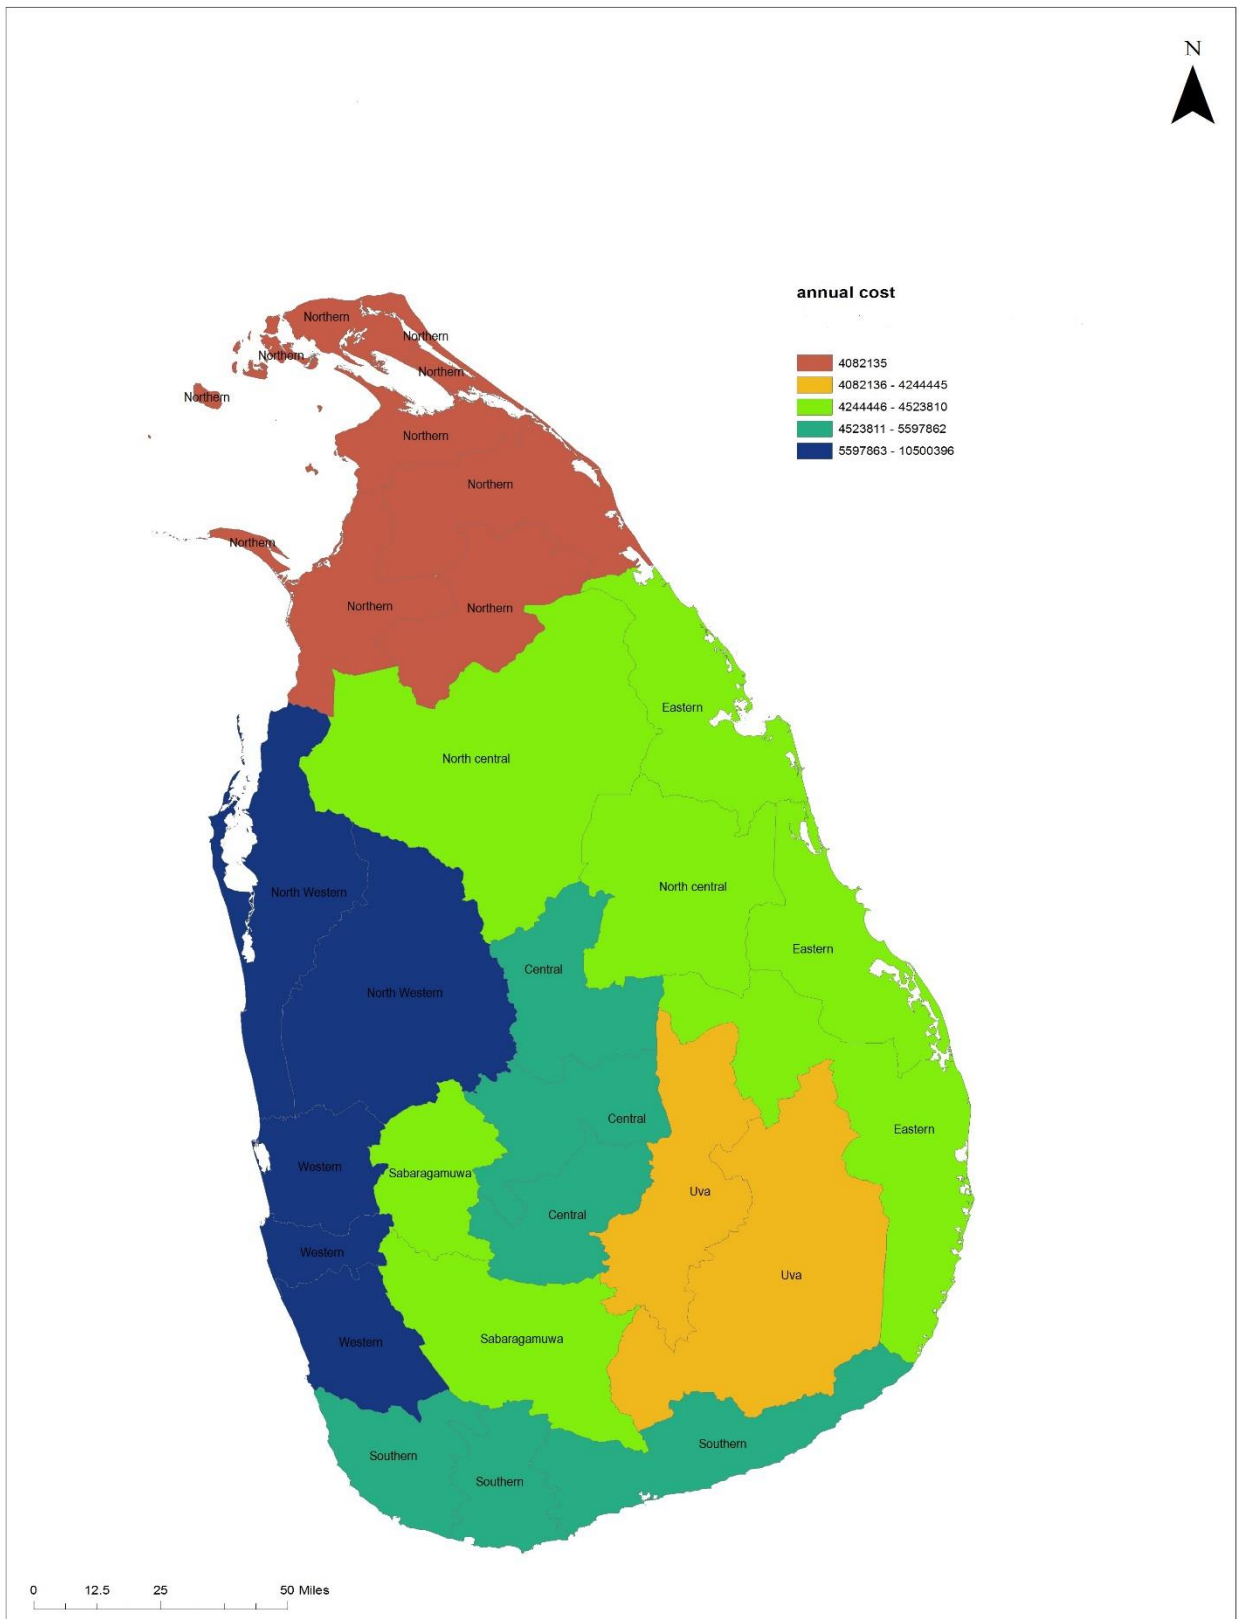 N
annual cost
4082135
4082136 - 4244445
4244446 - 4523810
4523811 - 5597862
5597863 - 10500396
Northern
Northern
Northern
Northern
Northern
Northern
Northern
Northern
Northern
Northern
Eastern
North central
North central
North Western
Eastern
Central
North Western
Central
Eastern
Western
Sabaragamuwa
Uva
Central
Western
Uva
Sabaragamuwa
Western
Southern
Southern
Southern
0 12.5 25 50 Miles